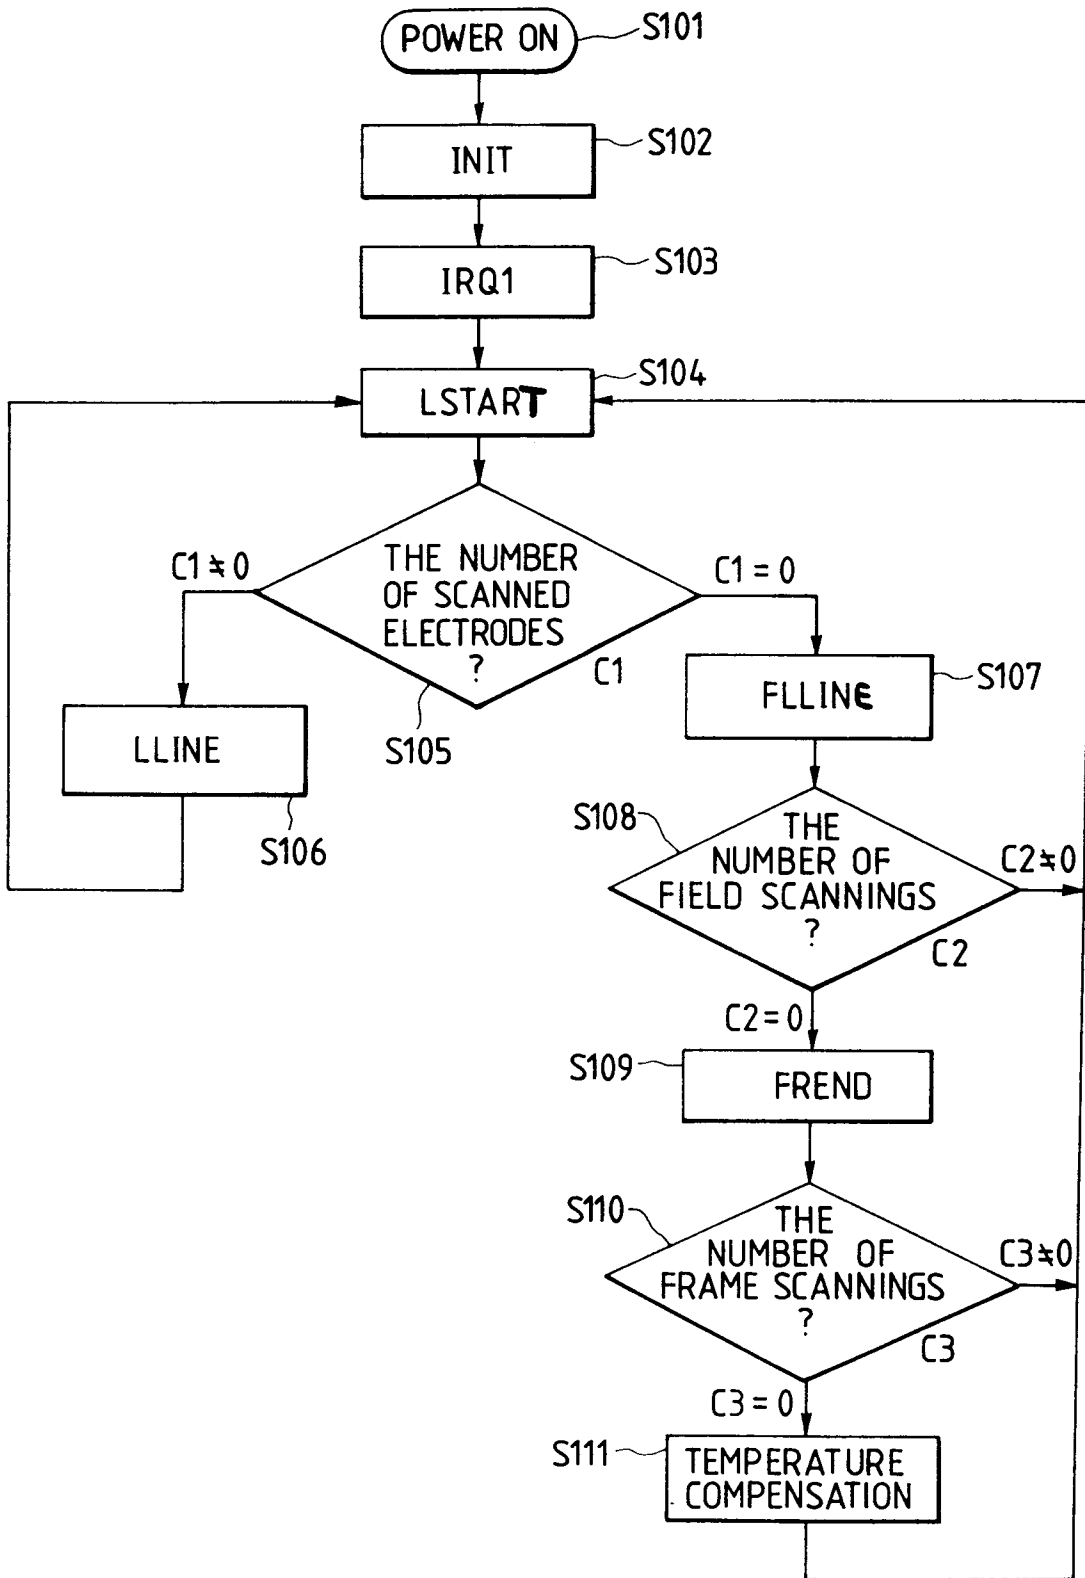 POWER ON
S101
INIT
S102
IRQ1
S103
LSTART
S104
C1≠0
THE NUMBER
OF SCANNED
ELECTRODES
?
C1
C1=0
S105
LLINE
S106
FLLINE
S107
S108
THE
NUMBER OF
FIELD SCANNINGS
?
C2
C2≠0
C2=0
S109
FREND
S110
THE
NUMBER OF
FRAME SCANNINGS
?
C3
C3≠0
C3=0
S111
TEMPERATURE
COMPENSATION